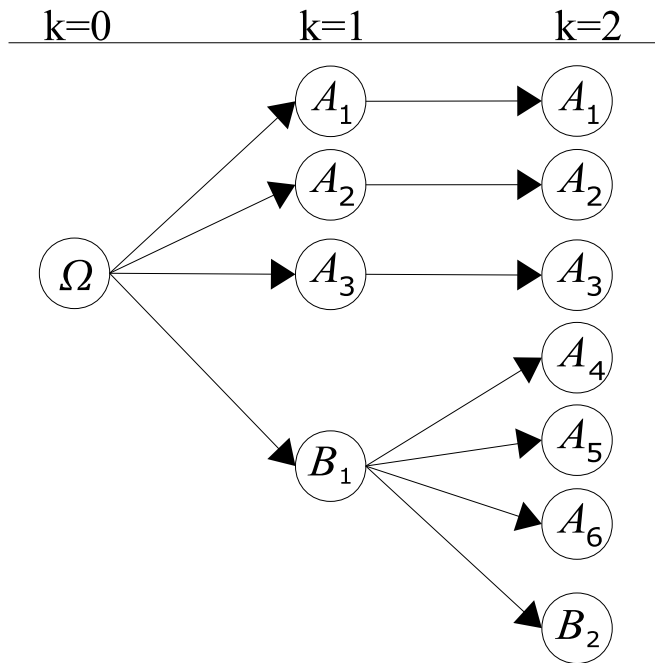 k=0 k=1 k=2
A₁ A₁
A₂ A₂
Ω A₃ A₃
A₄
A₅
B₁
A₆
B₂